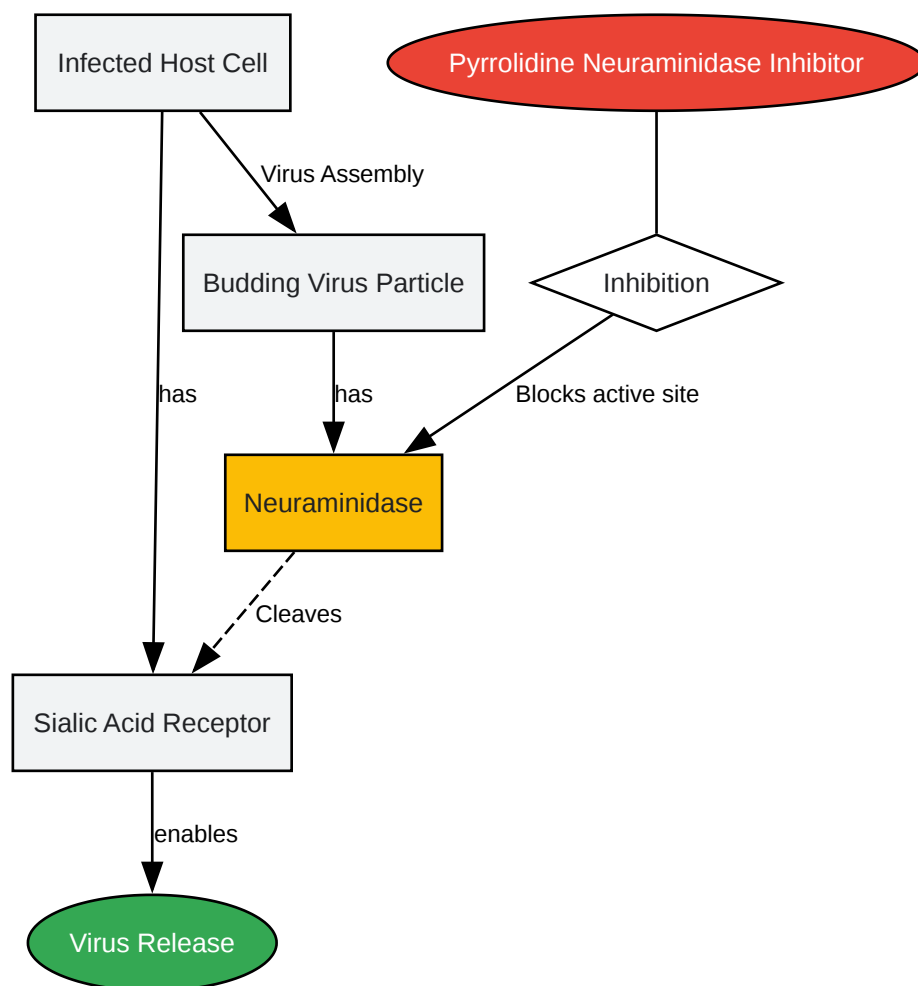 Infected Host Cell
Pyrrolidine Neuraminidase Inhibitor
Virus Assembly
Budding Virus Particle
Inhibition
has
has
Blocks active site
Neuraminidase
Cleaves
Sialic Acid Receptor
enables
Virus Release